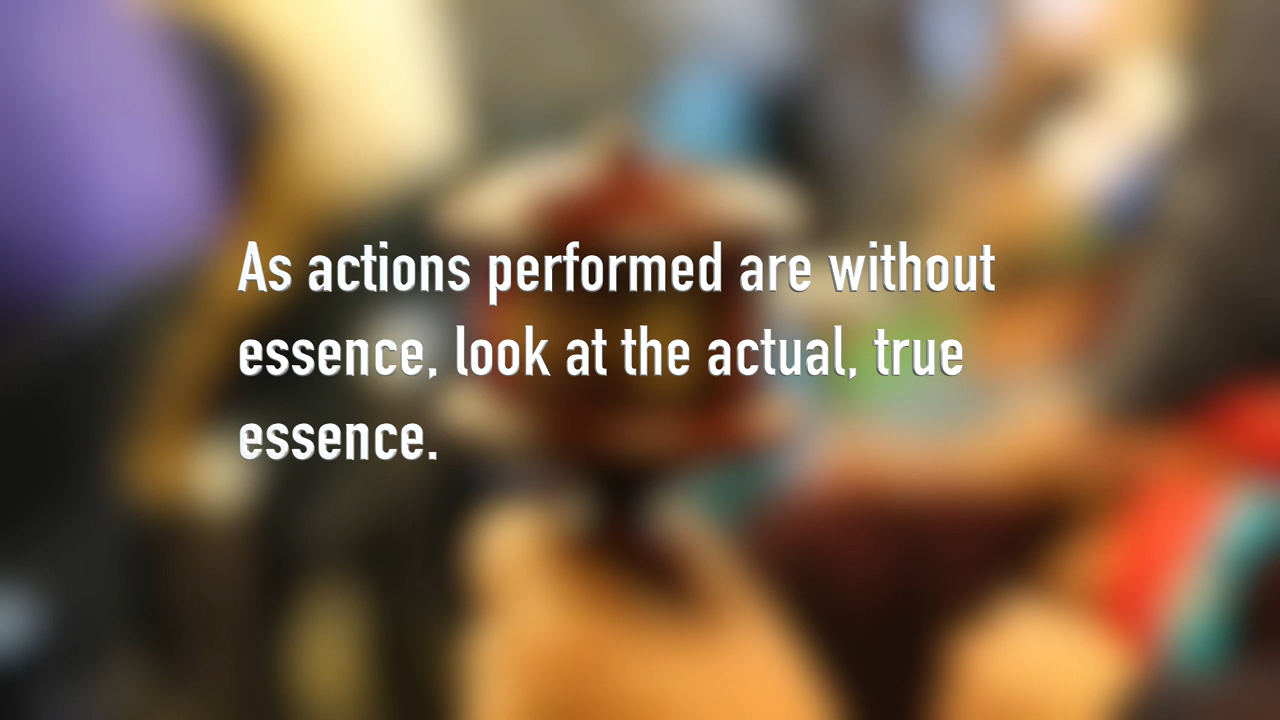 As actions performed are without
essence, look at the actual, true
essence.